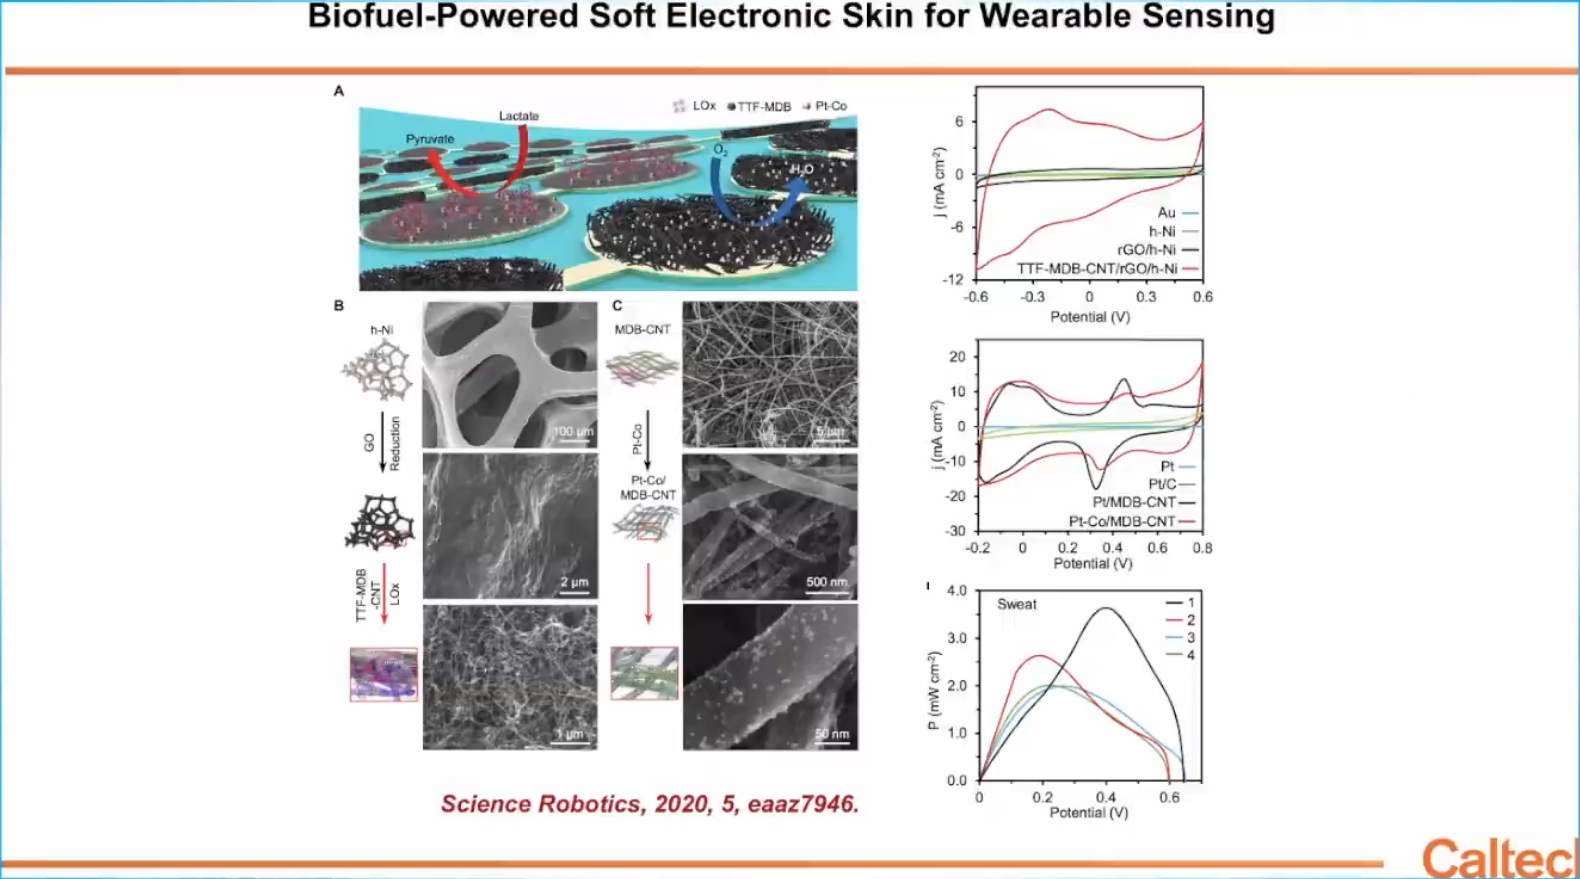 Biofuel-Powered Soft Electronic Skin for Wearable Sensing
A
LOx TTF-MDB Pt-Co
Lactate
Pyruvate
O2
H2O
B
h-Ni
100 µm
GO
Reduction
2 µm
TTF-MDB
-CNT
LOx
1 µm
C
MDB-CNT
5 µm
Pt-Co
Pt-Co/
MDB-CNT
500 nm
50 nm
j (mA cm-2)
6
0
-6
-12
Au
h-Ni
rGO/h-Ni
TTF-MDB-CNT/rGO/h-Ni
-0.6 -0.3 0 0.3 0.6
Potential (V)
j (mA cm-2)
20
10
0
-10
-20
-30
Pt
Pt/C
Pt/MDB-CNT
Pt-Co/MDB-CNT
-0.2 0 0.2 0.4 0.6 0.8
Potential (V)
I
P (mW cm-2)
4.0
3.0
2.0
1.0
0.0
Sweat
1
2
3
4
0 0.2 0.4 0.6
Potential (V)
Science Robotics, 2020, 5, eaaz7946.
Caltec